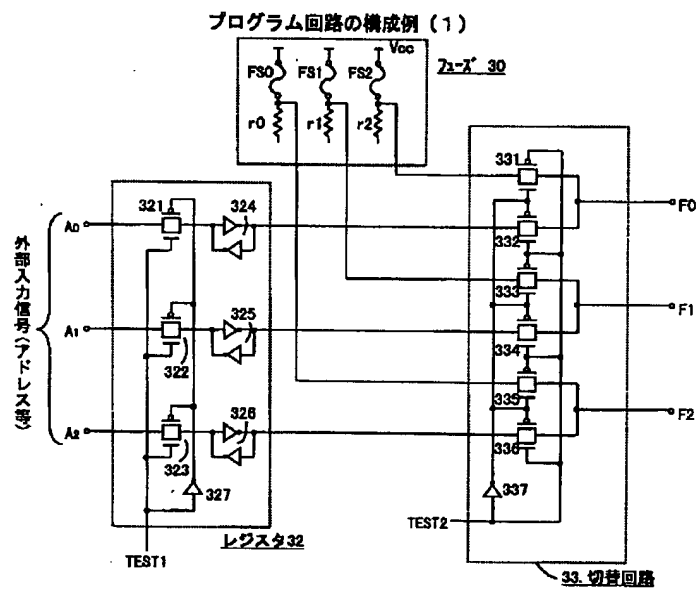 プログラム回路の構成例（１）
Vcc
FS0 FS1 FS2
ﾌｭｰｽﾞ 30
r0 r1 r2
331
321 324
A0
F0
332
333
外部入力信号（アドレス等）
325
A1
F1
334
322
335
326
A2
F2
336
323
327
337
TEST2
レジスタ32
TEST1
33. 切替回路